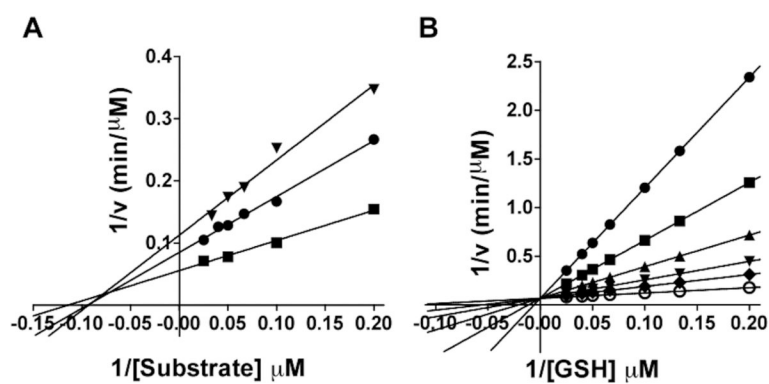 A
1/v (min/μM)
0.4
0.3
0.2
0.1
-0.15 -0.10 -0.05 -0.00 0.05 0.10 0.15 0.20
1/[Substrate] μM
B
1/v (min/μM)
2.5
2.0
1.5
1.0
0.5
-0.10 -0.05 0.00 0.05 0.10 0.15 0.20
1/[GSH] μM